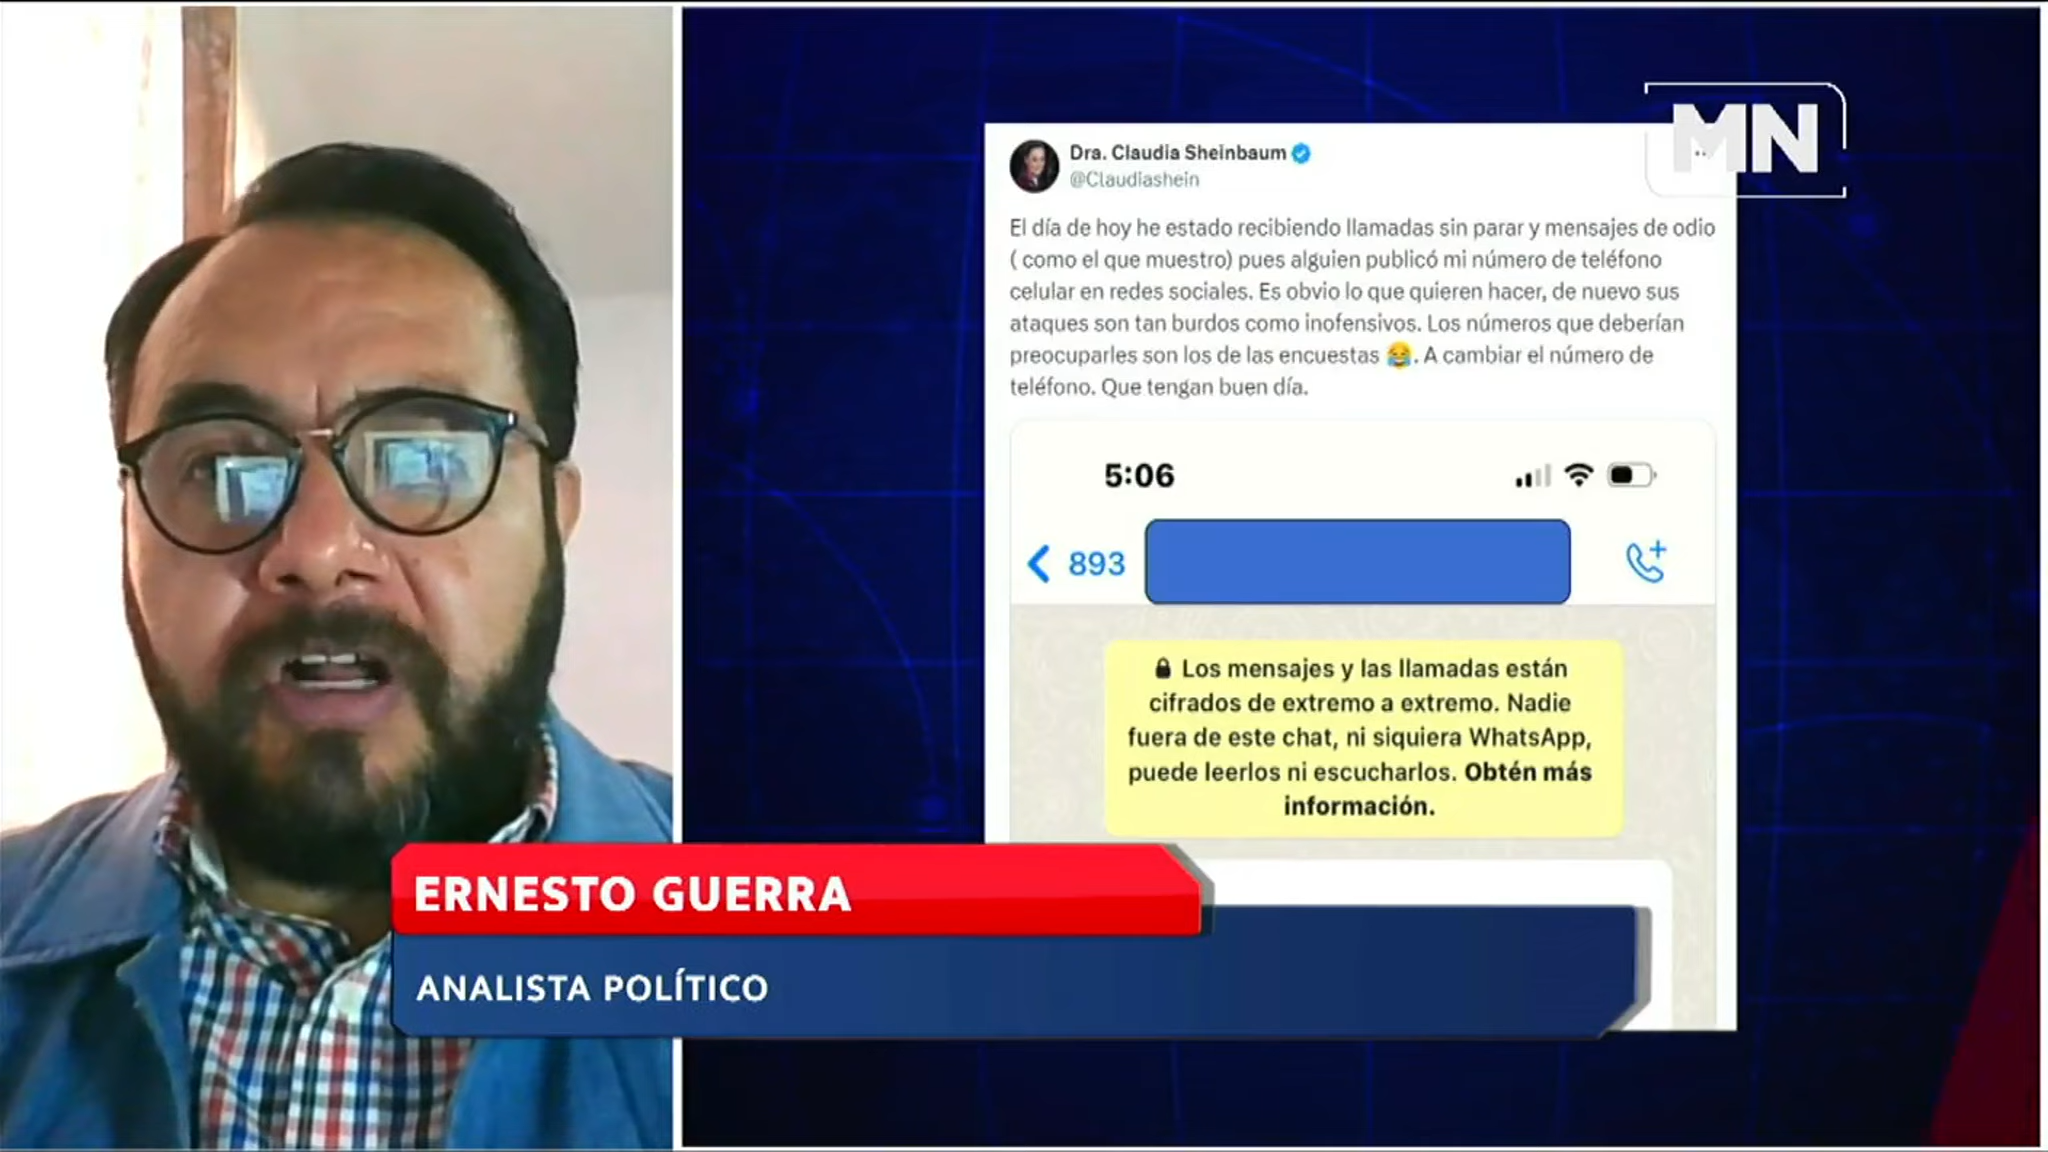 MN
Dra. Claudia Sheinbaum
@Claudiashein
El día de hoy he estado recibiendo llamadas sin parar y mensajes de odio
( como el que muestro) pues alguien publicó mi número de teléfono
celular en redes sociales. Es obvio lo que quieren hacer, de nuevo sus
ataques son tan burdos como inofensivos. Los números que deberían
preocuparles son los de las encuestas 😂. A cambiar el número de
teléfono. Que tengan buen día.
5:06
893
Los mensajes y las llamadas están
cifrados de extremo a extremo. Nadie
fuera de este chat, ni siquiera WhatsApp,
puede leerlos ni escucharlos. Obtén más
información.
ERNESTO GUERRA
ANALISTA POLÍTICO